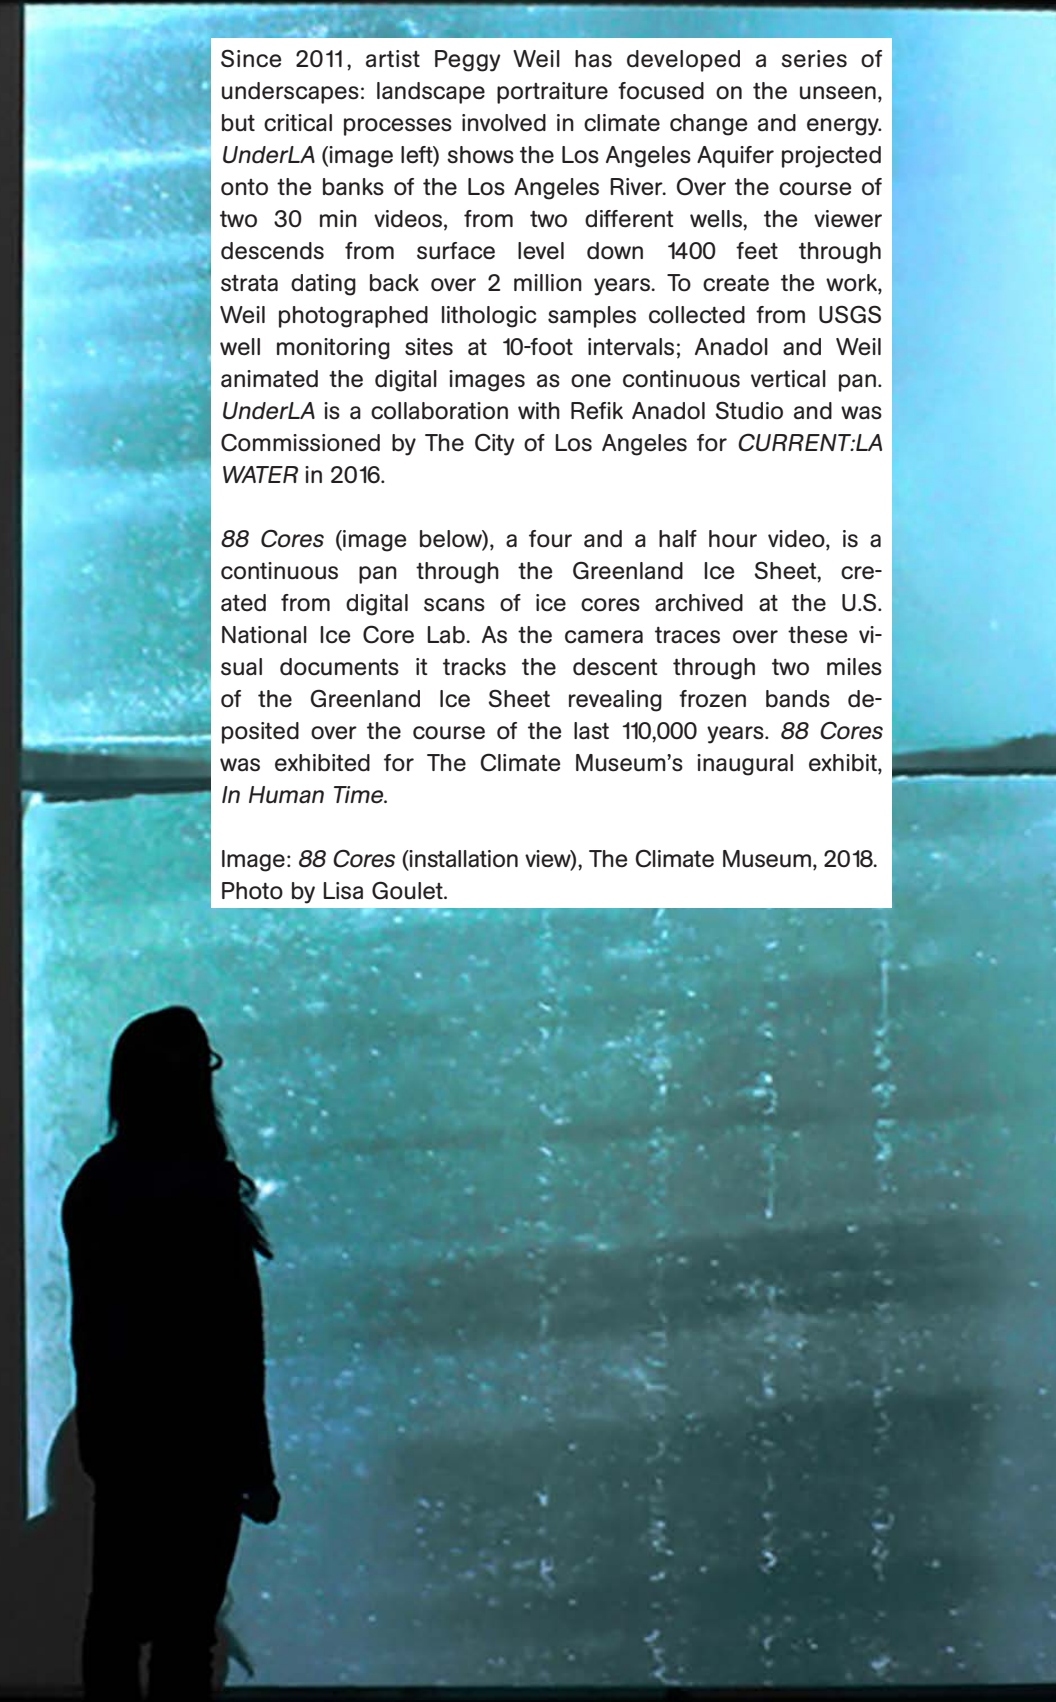 Since 2011, artist Peggy Weil has developed a series of
underscapes: landscape portraiture focused on the unseen,
but critical processes involved in climate change and energy.
UnderLA (image left) shows the Los Angeles Aquifer projected
onto the banks of the Los Angeles River. Over the course of
two 30 min videos, from two different wells, the viewer
descends from surface level down 1400 feet through
strata dating back over 2 million years. To create the work,
Weil photographed lithologic samples collected from USGS
well monitoring sites at 10-foot intervals; Anadol and Weil
animated the digital images as one continuous vertical pan.
UnderLA is a collaboration with Refik Anadol Studio and was
Commissioned by The City of Los Angeles for CURRENT:LA
WATER in 2016.

88 Cores (image below), a four and a half hour video, is a
continuous pan through the Greenland Ice Sheet, cre-
ated from digital scans of ice cores archived at the U.S.
National Ice Core Lab. As the camera traces over these vi-
sual documents it tracks the descent through two miles
of the Greenland Ice Sheet revealing frozen bands de-
posited over the course of the last 110,000 years. 88 Cores
was exhibited for The Climate Museum’s inaugural exhibit,
In Human Time.

Image: 88 Cores (installation view), The Climate Museum, 2018.
Photo by Lisa Goulet.